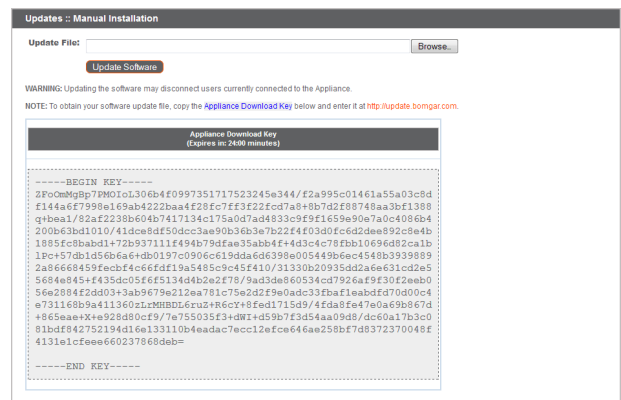 Updates :: Manual Installation
Update File:
Browse..
Update Software
WARNING: Updating the software may disconnect users currently connected to the Appliance.
NOTE: To obtain your software update file, copy the Appliance Download Key below and enter it at http://update.bomgar.com.
Appliance Download Key
(Expires in: 24:00 minutes)
-----BEGIN KEY-----
ZFoOmMgBp7PMOIoL306b4f0997351717523245e344/f2a995c01461a55a03c8d
f144a6f7998e169ab4222baa4f28fc7ff3f22fcd7a8+8b7d2f88748aa3bf1388
q+bea1/82af2238b604b7417134c175a0d7ad4833c9f9f1659e90e7a0c4086b4
200b63bd1010/41dce8df50dcc3ae90b36b3e7b22f4f03d0fc6d2dee892c8e4b
1885fc8babd1+72b937111f494b79dfae35abb4f+4d3c4c78fbb10696d82ca1b
lPc+57db1d56b6a6+db0197c0906c619dda6d6398e005449b6ec4548b3939889
2a86668459fecbf4c66fdf19a5485c9c45f410/31330b20935dd2a6e631cd2e5
5684e845+f435dc05f6f5134d4b2e2f78/9ad3de860534cd7926af9f30f2eeb0
56e2884f2dd03+3ab9679e212ea781c75e2d2f9e0adc33fbaf1eabdfd70d00c4
e731168b9a411360zLrMHBDL6ruZ+R6cY+8fed1715d9/4fda8fe47e0a69b867d
+865eae+X+e928d80cf9/7e755035f3+dWI+d59b7f3d54aa09d8/dc60a17b3c0
81bdf842752194d16e133110b4eadac7ecc12efce646ae258bf7d8372370048f
4131e1cfeee660237868deb=
-----END KEY-----